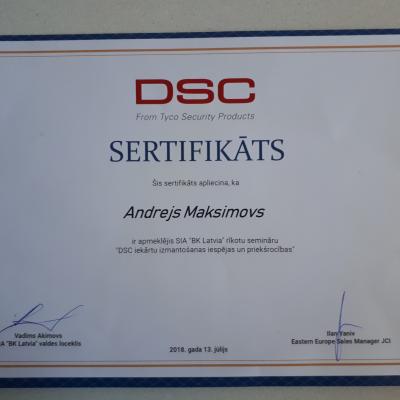 DSC
From Tyco Security Products
SERTIFIKĀTS
Šis sertifikāts apliecina, ka
Andrejs Maksimovs
ir apmeklējis SIA "BK Latvia" rīkotu semināru
"DSC iekārtu izmantošanas iespējas un priekšrocības"
Vadims Akimovs
"BK Latvia" valdes loceklis
Ilan Yaniv
Eastern Europe Sales Manager JCI
2018. gada 13. jūlijs